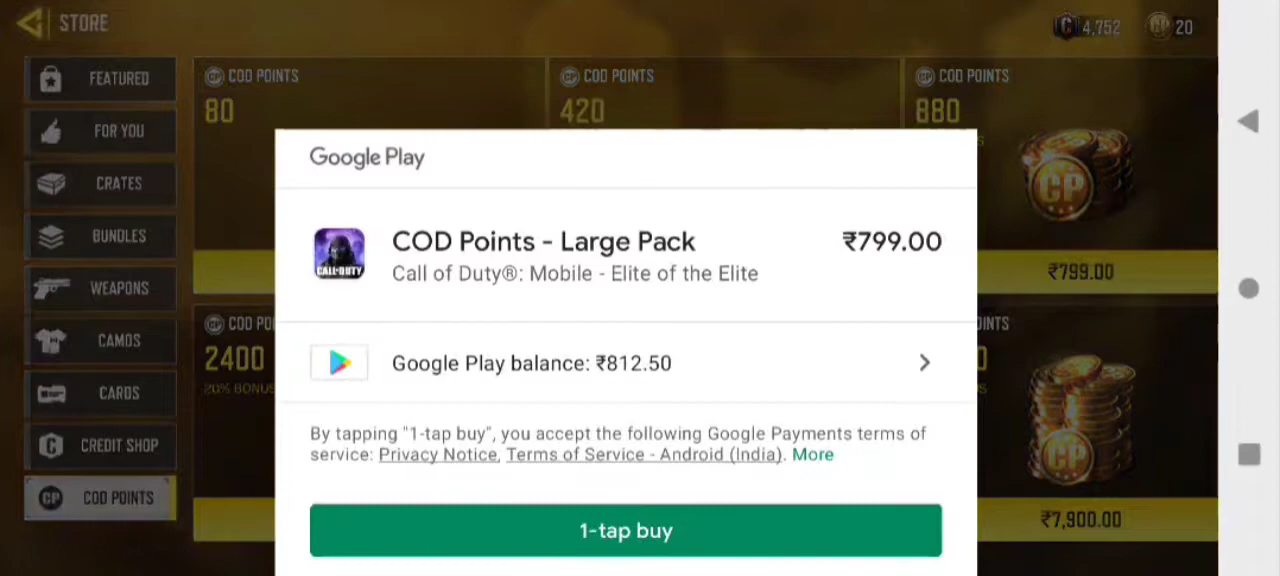 STORE
4,752
20
FEATURED
FOR YOU
CRATES
BUNDLES
WEAPONS
CAMOS
CARDS
CREDIT SHOP
COD POINTS
COD POINTS
80
COD POINTS
420
COD POINTS
880
₹799.00
2400
20% BONUS
₹7,900.00
Google Play
COD Points - Large Pack
₹799.00
Call of Duty®: Mobile - Elite of the Elite
Google Play balance: ₹812.50
By tapping "1-tap buy", you accept the following Google Payments terms of
service: Privacy Notice, Terms of Service - Android (India). More
1-tap buy